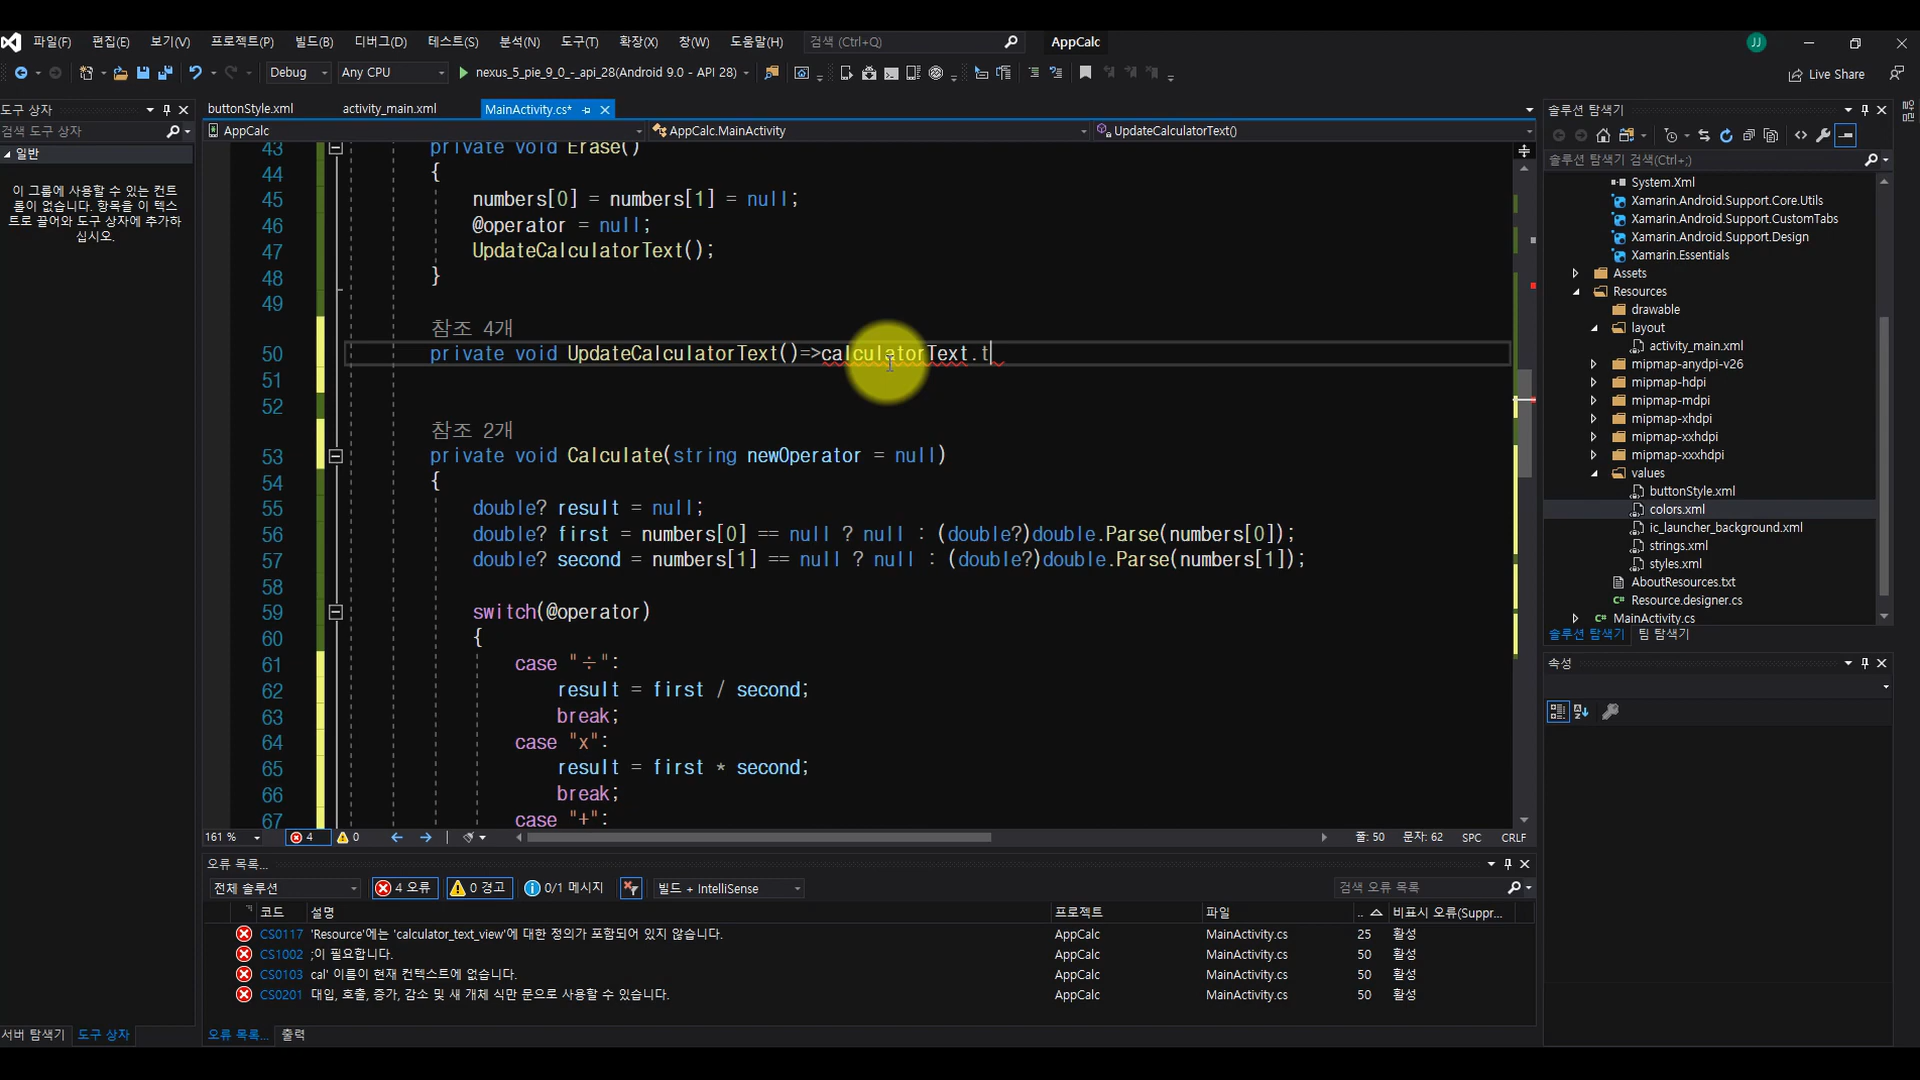 파일(F) 편집(E) 보기(V) 프로젝트(P) 빌드(B) 디버그(D) 테스트(S) 분석(N) 도구(T) 확장(X) 창(W) 도움말(H) 검색 (Ctrl+Q) AppCalc JJ
Debug Any CPU nexus_5_pie_9_0_-_api_28(Android 9.0 - API 28) Live Share
도구 상자
검색 도구 상자
일반
이 그룹에 사용할 수 있는 컨트
롤이 없습니다. 항목을 이 텍스
트로 끌어와 도구 상자에 추가하
십시오.
서버 탐색기 도구 상자
buttonStyle.xml activity_main.xml MainActivity.cs*
AppCalc AppCalc.MainActivity UpdateCalculatorText()
43 private void Erase()
44 {
45 numbers[0] = numbers[1] = null;
46 @operator = null;
47 UpdateCalculatorText();
48 }
49
참조 4개
50 private void UpdateCalculatorText()=>calculatorText.t
51
52
참조 2개
53 private void Calculate(string newOperator = null)
54 {
55 double? result = null;
56 double? first = numbers[0] == null ? null : (double?)double.Parse(numbers[0]);
57 double? second = numbers[1] == null ? null : (double?)double.Parse(numbers[1]);
58
59 switch(@operator)
60 {
61 case "÷":
62 result = first / second;
63 break;
64 case "x":
65 result = first * second;
66 break;
67 case "+":
161 % 4 0 줄: 50 문자: 62 SPC CRLF
오류 목록...
전체 솔루션 4 오류 0 경고 0/1 메시지 빌드 + IntelliSense 검색 오류 목록
코드 설명 프로젝트 파일 .. 비표시 오류(Suppr...
CS0117 'Resource'에는 'calculator_text_view'에 대한 정의가 포함되어 있지 않습니다. AppCalc MainActivity.cs 25 활성
CS1002 ;이 필요합니다. AppCalc MainActivity.cs 50 활성
CS0103 cal' 이름이 현재 컨텍스트에 없습니다. AppCalc MainActivity.cs 50 활성
CS0201 대입, 호출, 증가, 감소 및 새 개체 식만 문으로 사용할 수 있습니다. AppCalc MainActivity.cs 50 활성
오류 목록... 출력
솔루션 탐색기
솔루션 탐색기 검색(Ctrl+;)
System.Xml
Xamarin.Android.Support.Core.Utils
Xamarin.Android.Support.CustomTabs
Xamarin.Android.Support.Design
Xamarin.Essentials
Assets
Resources
drawable
layout
activity_main.xml
mipmap-anydpi-v26
mipmap-hdpi
mipmap-mdpi
mipmap-xhdpi
mipmap-xxhdpi
mipmap-xxxhdpi
values
buttonStyle.xml
colors.xml
ic_launcher_background.xml
strings.xml
styles.xml
AboutResources.txt
Resource.designer.cs
MainActivity.cs
솔루션 탐색기 팀 탐색기
속성